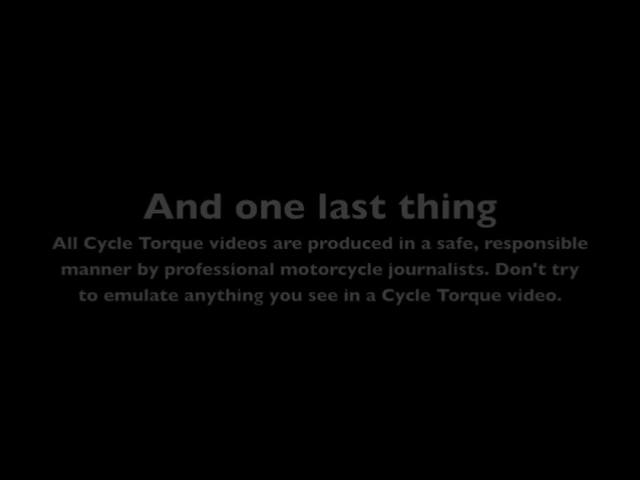 And one last thing
All Cycle Torque videos are produced in a safe, responsible
manner by professional motorcycle journalists. Don't try
to emulate anything you see in a Cycle Torque video.